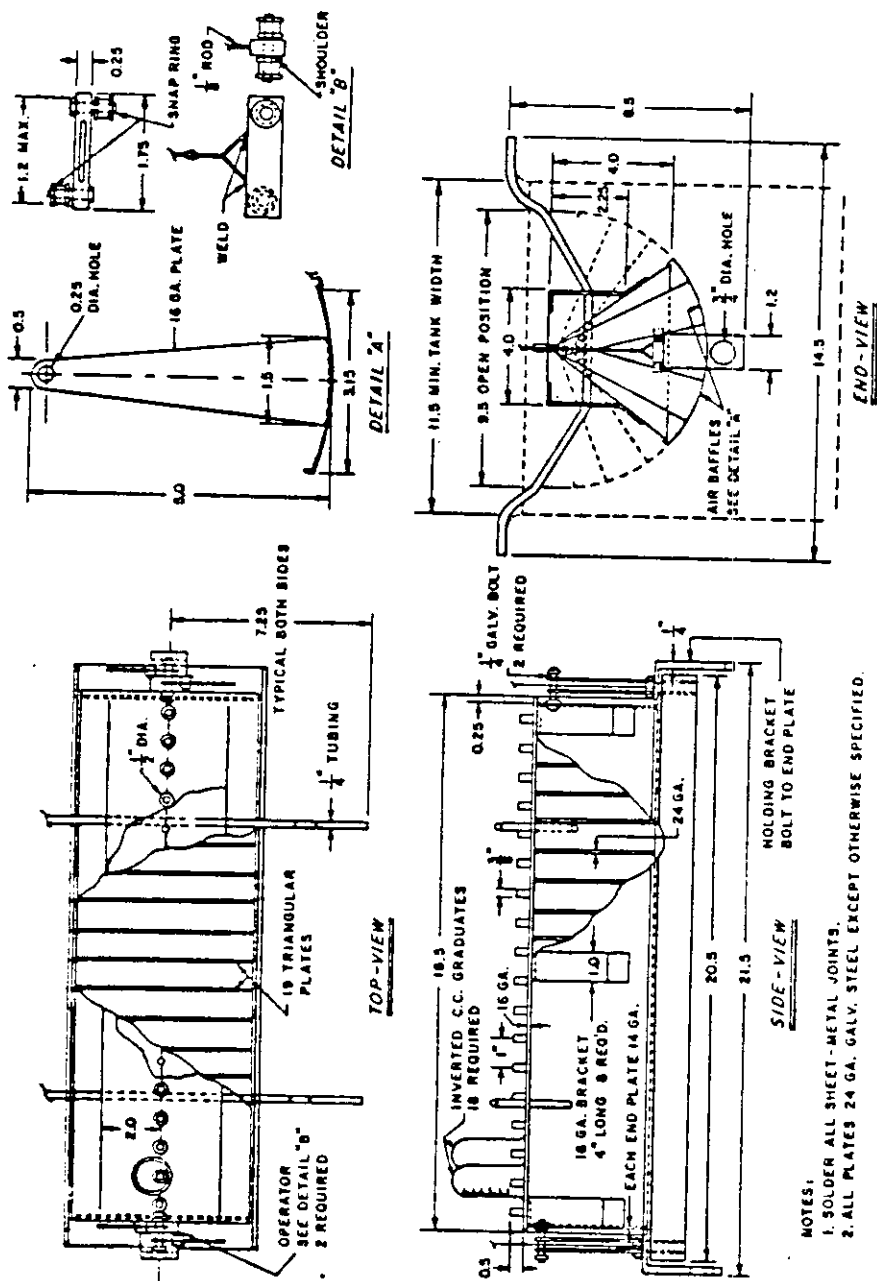 OPERATOR
SEE DETAIL "B"
2 REQUIRED
2.0
19 TRIANGULAR
PLATES
1/2" DIA.
1/4" TUBING
TYPICAL BOTH SIDES
7.25
TOP-VIEW
5.0
0.5
0.25
DIA. HOLE
16 GA. PLATE
1.5
3.15
DETAIL "A"
1.2 MAX.
0.25
SNAP RING
1.75
WELD
1/8" ROD
SHOULDER
DETAIL "B"
0.5
INVERTED C.C. GRADUATES
18 REQUIRED
18.5
1"
16 GA.
3/8"
0.25
1/4" GALV. BOLT
2 REQUIRED
16 GA. BRACKET
4" LONG 8 REQ'D.
1.0
24 GA.
EACH END PLATE 14 GA.
1/4"
HOLDING BRACKET
BOLT TO END PLATE
20.5
21.5
SIDE-VIEW
NOTES:
1. SOLDER ALL SHEET-METAL JOINTS.
2. ALL PLATES 24 GA. GALV. STEEL EXCEPT OTHERWISE SPECIFIED.
11.5 MIN. TANK WIDTH
9.5 OPEN POSITION
4.0
2.25
4.0
8.5
AIR BAFFLES
SEE DETAIL "A"
3/4" DIA. HOLE
1.2
14.5
END-VIEW